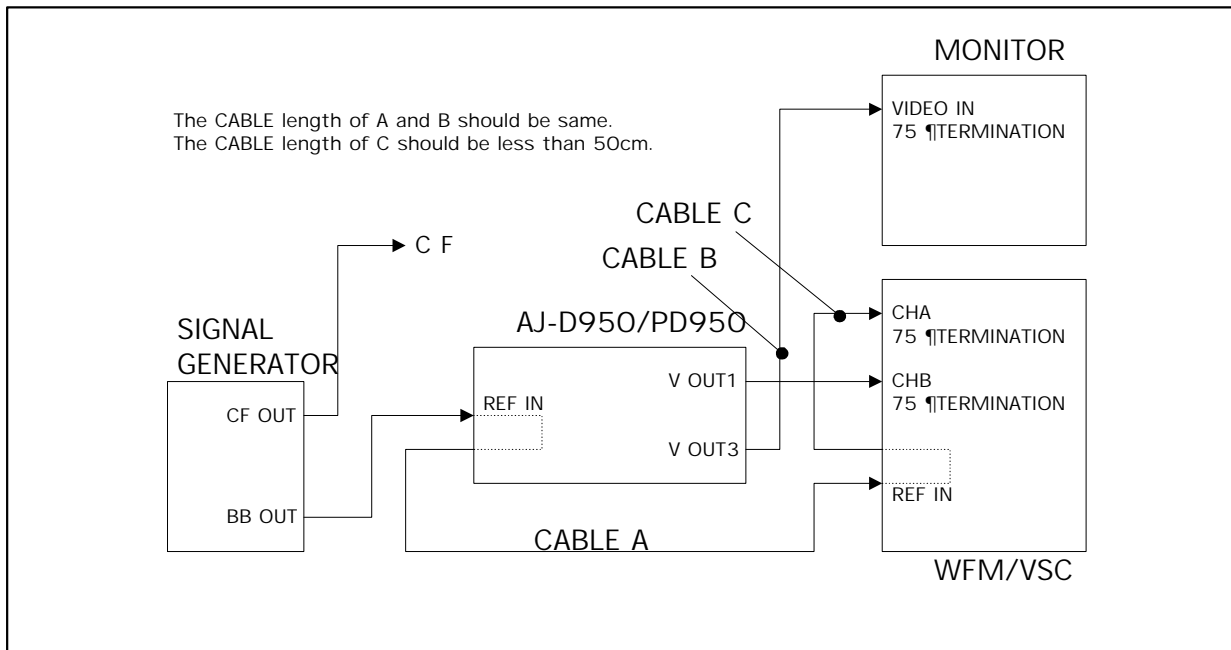 MONITOR
The CABLE length of A and B should be same.
The CABLE length of C should be less than 50cm.
VIDEO IN
75 ¶TERMINATION
CABLE C
C F
CABLE B
SIGNAL
GENERATOR
AJ-D950/PD950
CHA
75 ¶TERMINATION
V OUT1
CHB
75 ¶TERMINATION
CF OUT
REF IN
V OUT3
REF IN
BB OUT
CABLE A
WFM/VSC